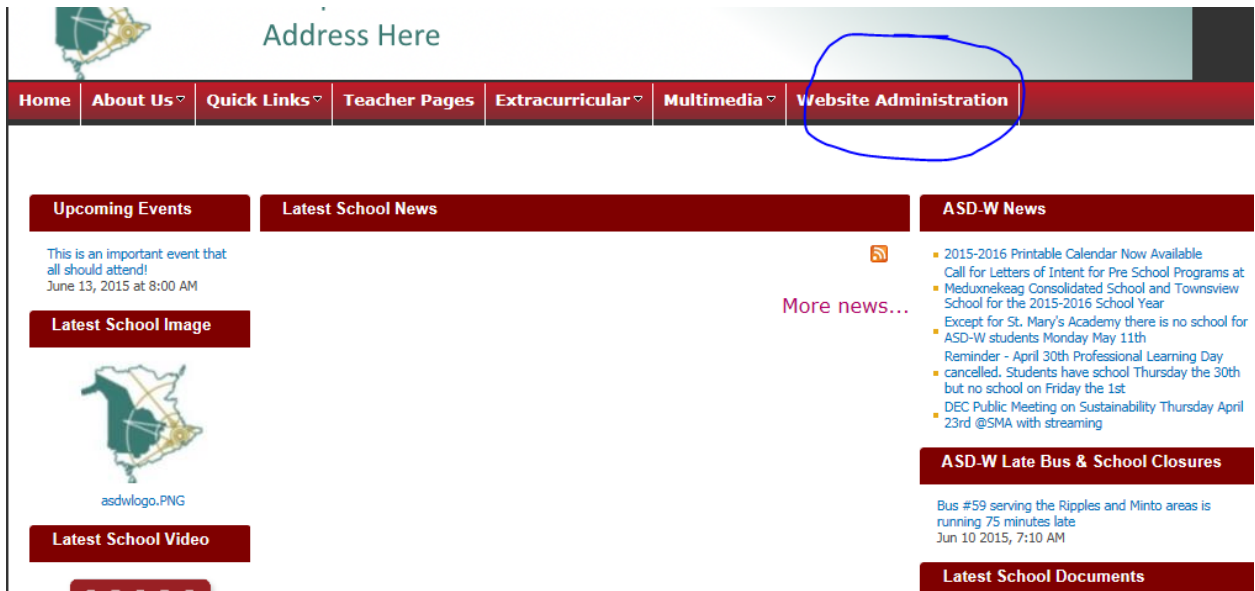 Address Here
Home About Us Quick Links Teacher Pages Extracurricular Multimedia Website Administration
Upcoming Events
This is an important event that
all should attend!
June 13, 2015 at 8:00 AM
Latest School Image
asdwlogo.PNG
Latest School Video
Latest School News
More news...
ASD-W News
2015-2016 Printable Calendar Now Available
Call for Letters of Intent for Pre School Programs at
Meduxnekeag Consolidated School and Townsview
School for the 2015-2016 School Year
Except for St. Mary's Academy there is no school for
ASD-W students Monday May 11th
Reminder - April 30th Professional Learning Day
cancelled. Students have school Thursday the 30th
but no school on Friday the 1st
DEC Public Meeting on Sustainability Thursday April
23rd @SMA with streaming
ASD-W Late Bus & School Closures
Bus #59 serving the Ripples and Minto areas is
running 75 minutes late
Jun 10 2015, 7:10 AM
Latest School Documents